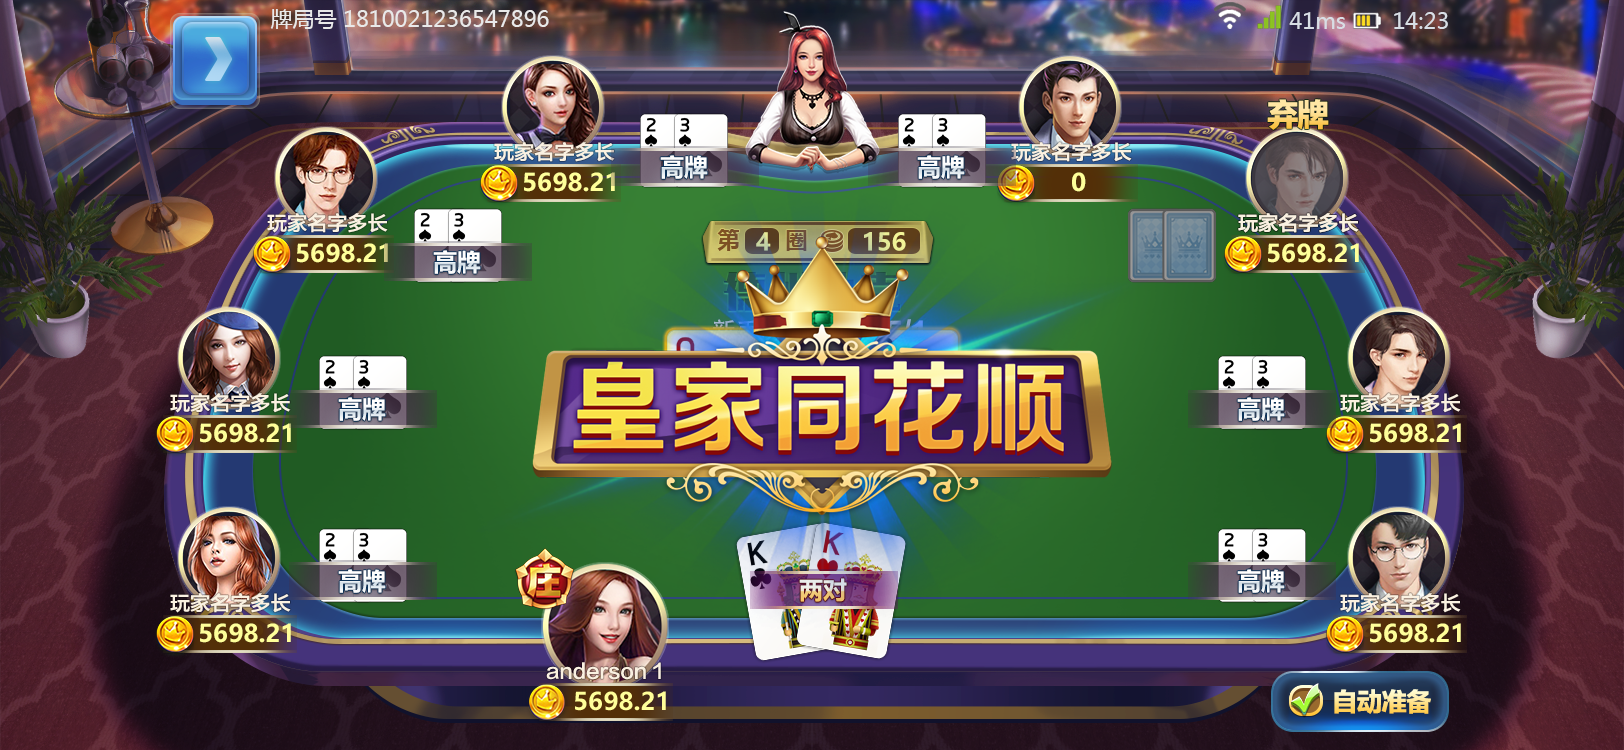 牌局号 1810021236547896
41ms 14:23
弃牌
玩家名字多长
5698.21
2 3
高牌
2 3
高牌
玩家名字多长
0
玩家名字多长
5698.21
2 3
高牌
玩家名字多长
5698.21
第 4 圈 156
Q
皇家同花顺
玩家名字多长
5698.21
2 3
高牌
2 3
高牌
玩家名字多长
5698.21
K K
两对
玩家名字多长
5698.21
2 3
高牌
庄
anderson 1
5698.21
2 3
高牌
玩家名字多长
5698.21
自动准备